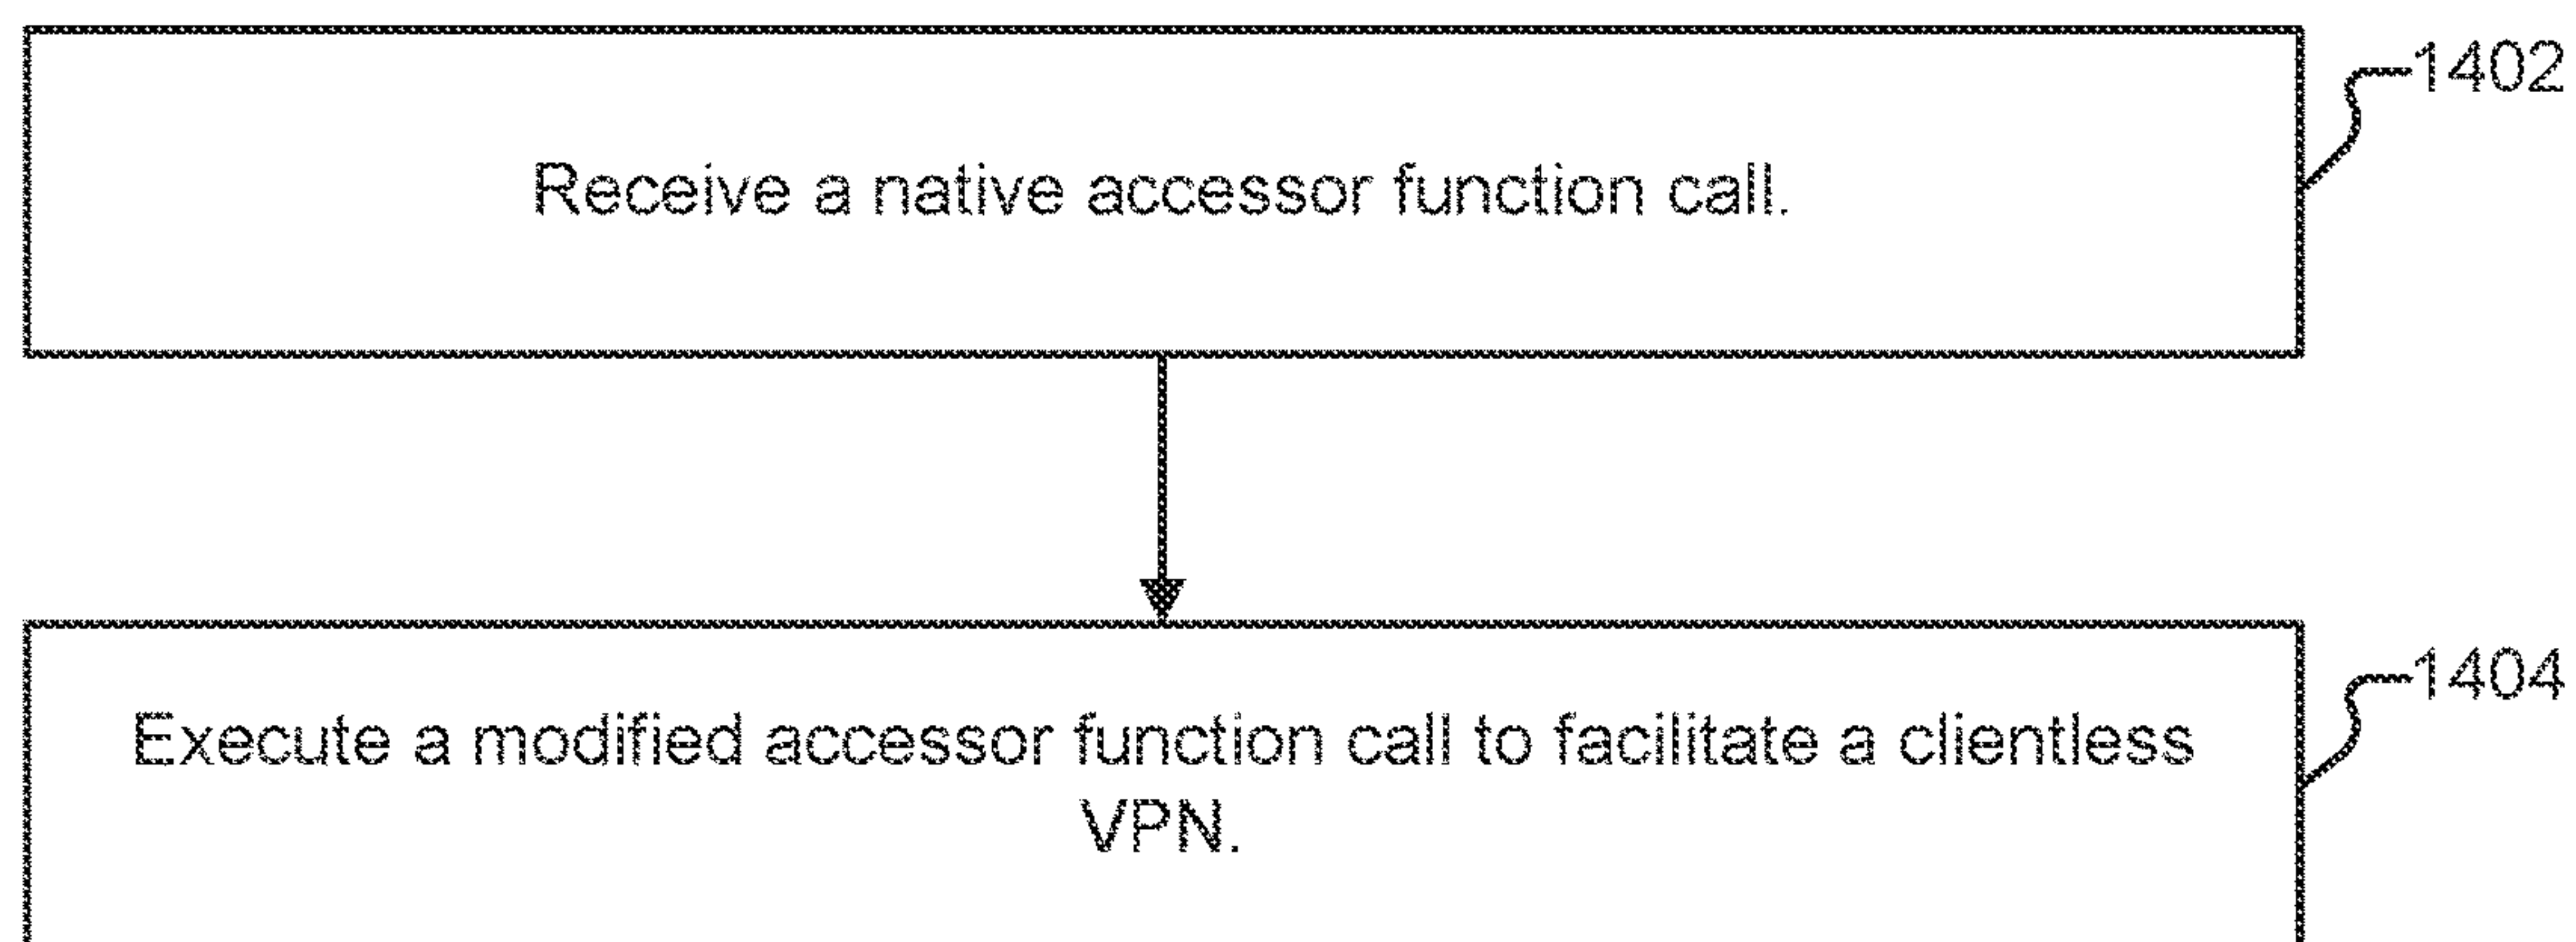 1402
Receive a native accessor function call.
1404
Execute a modified accessor function call to facilitate a clientless
VPN.